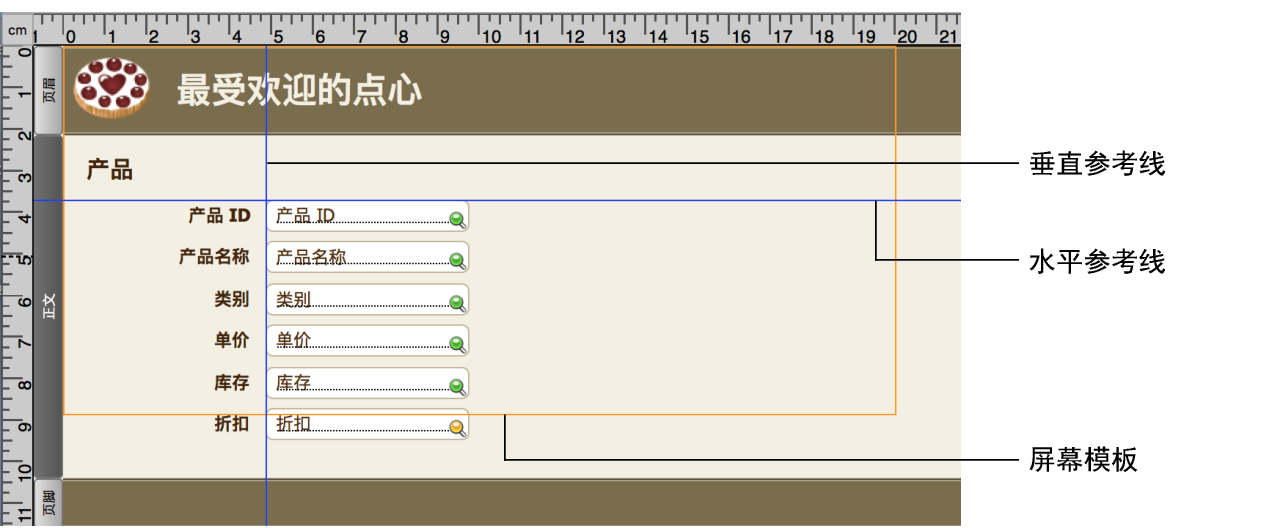 cm
1 0 1 2 3 4 5 6 7 8 9 10 11 12 13 14 15 16 17 18 19 20 21
0
页眉
最受欢迎的点心
1
2
产品
垂直参考线
3
4
产品 ID 产品 ID
产品名称 产品名称
水平参考线
5
正文
6
类别 类别
7
单价 单价
8
库存 库存
9
折扣 折扣
屏幕模板
10
页脚
11